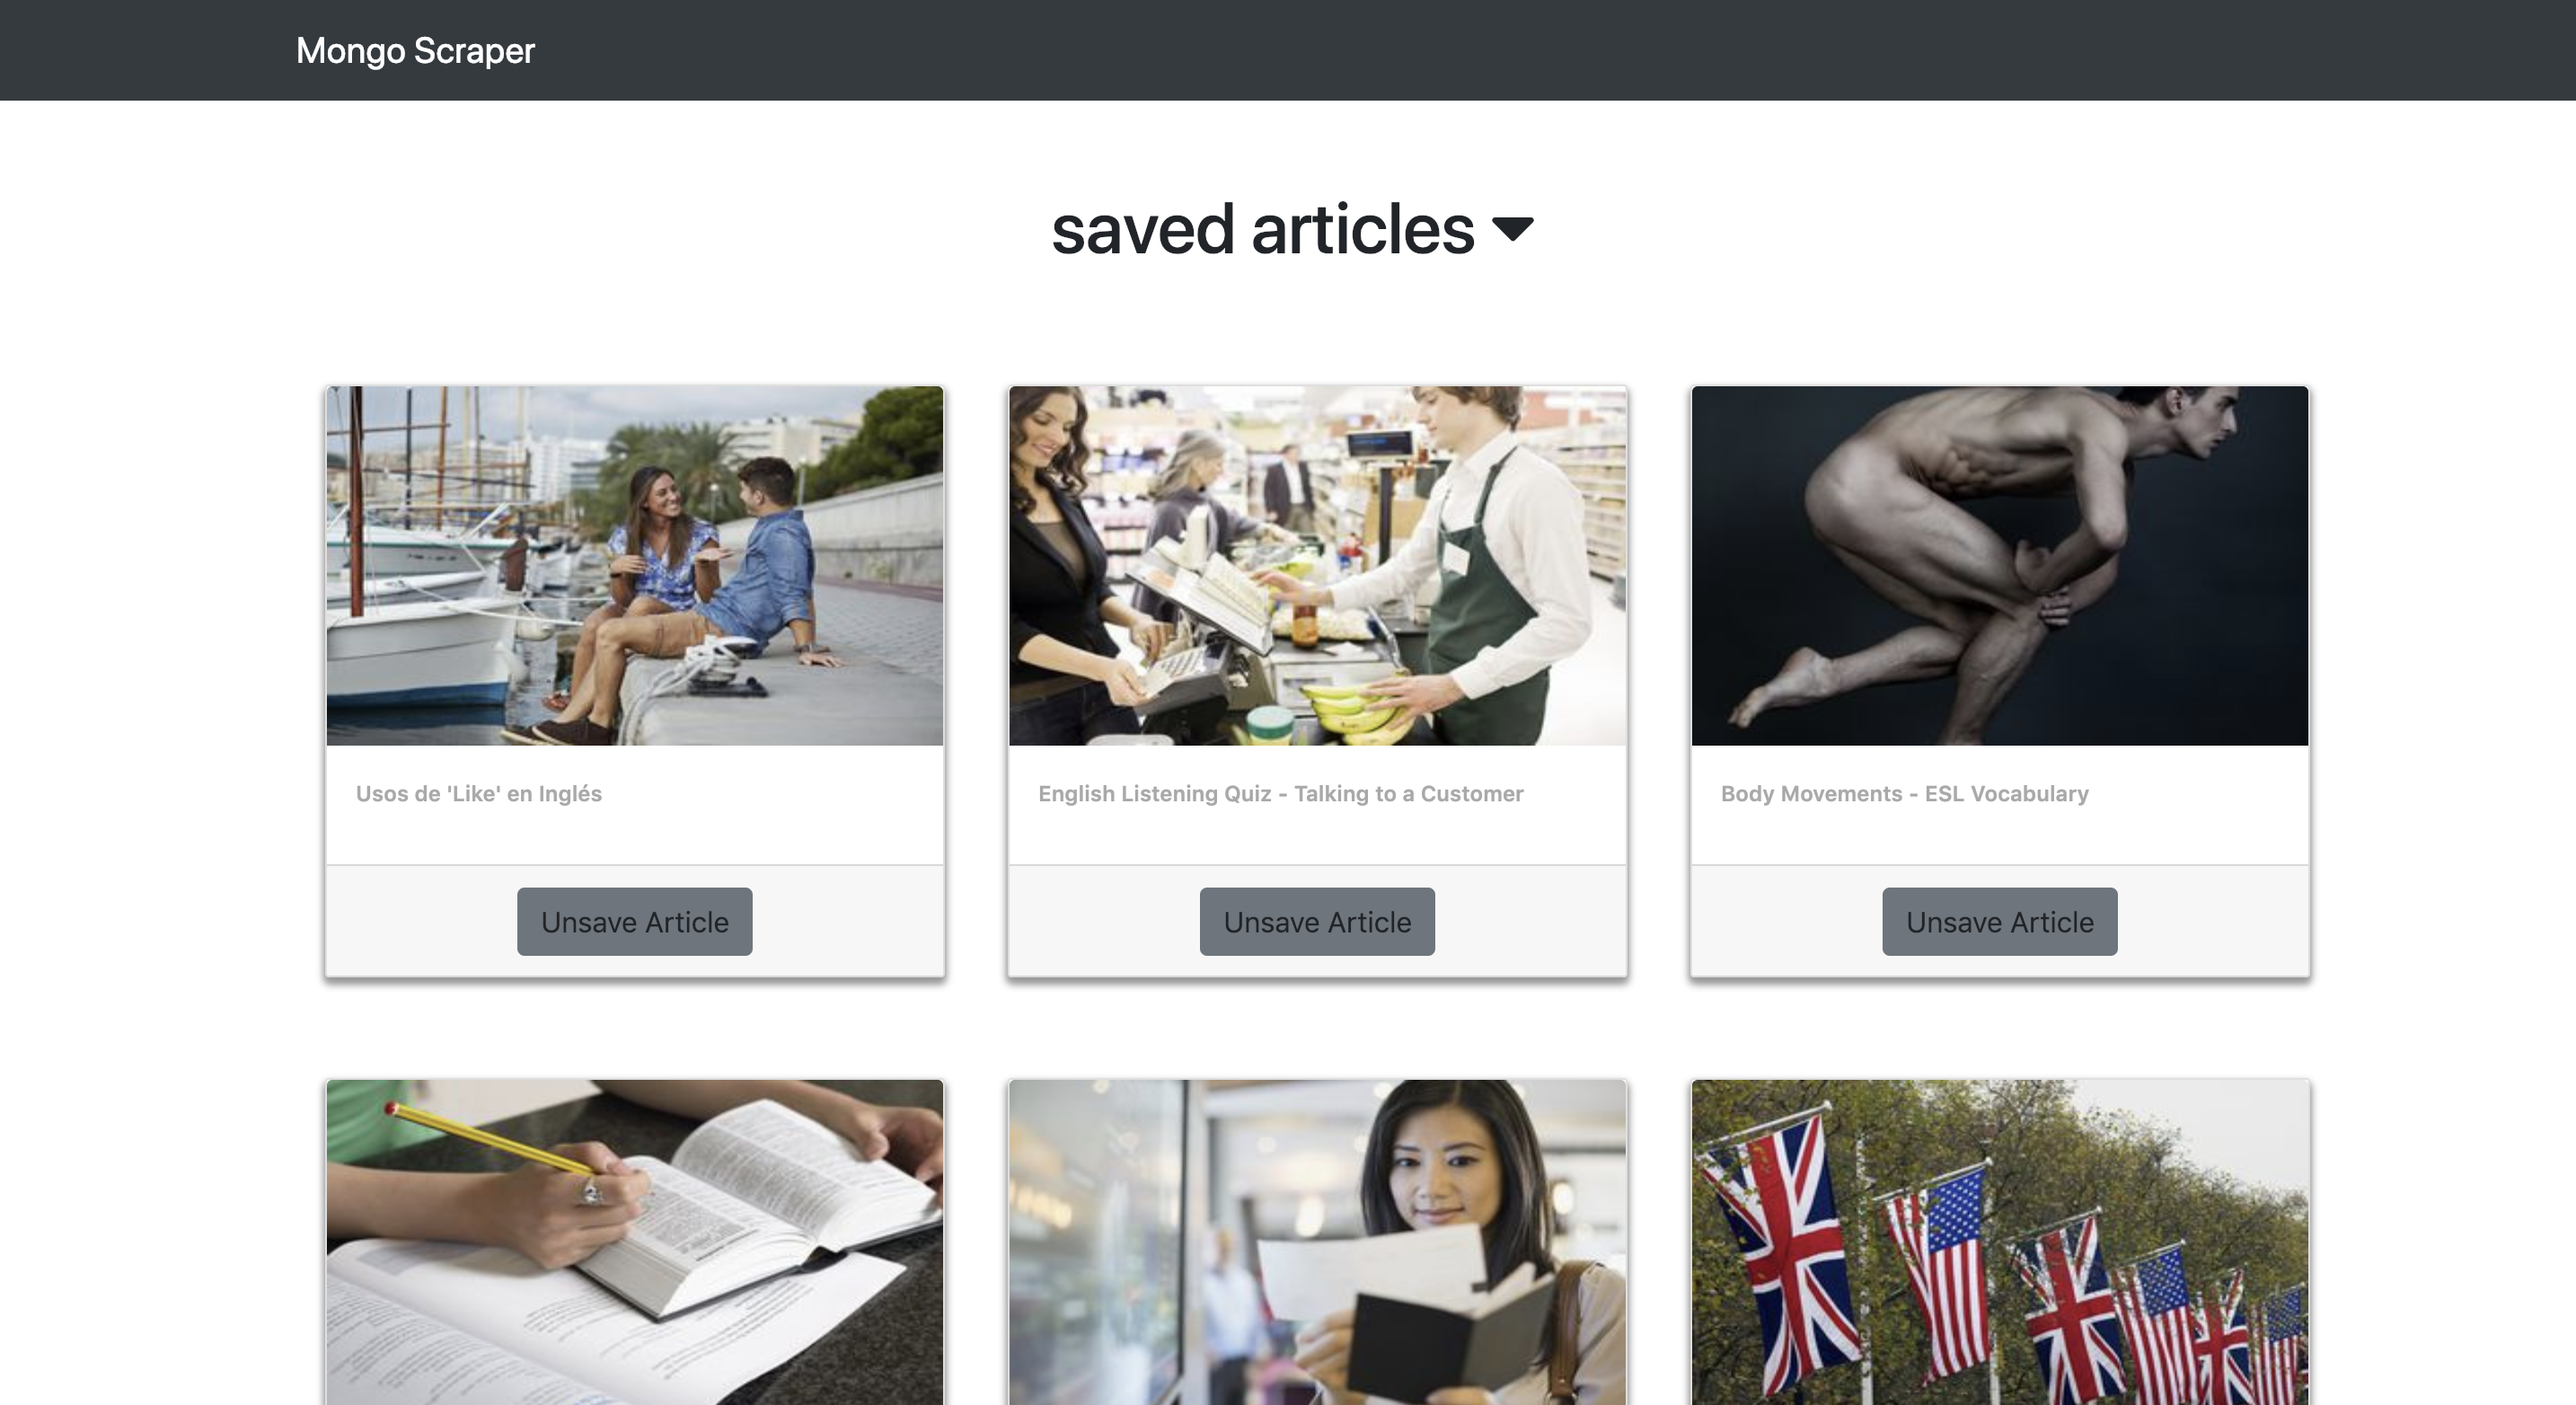 Mongo Scraper
saved articles
Usos de 'Like' en Inglés
English Listening Quiz - Talking to a Customer
Body Movements - ESL Vocabulary
Unsave Article
Unsave Article
Unsave Article